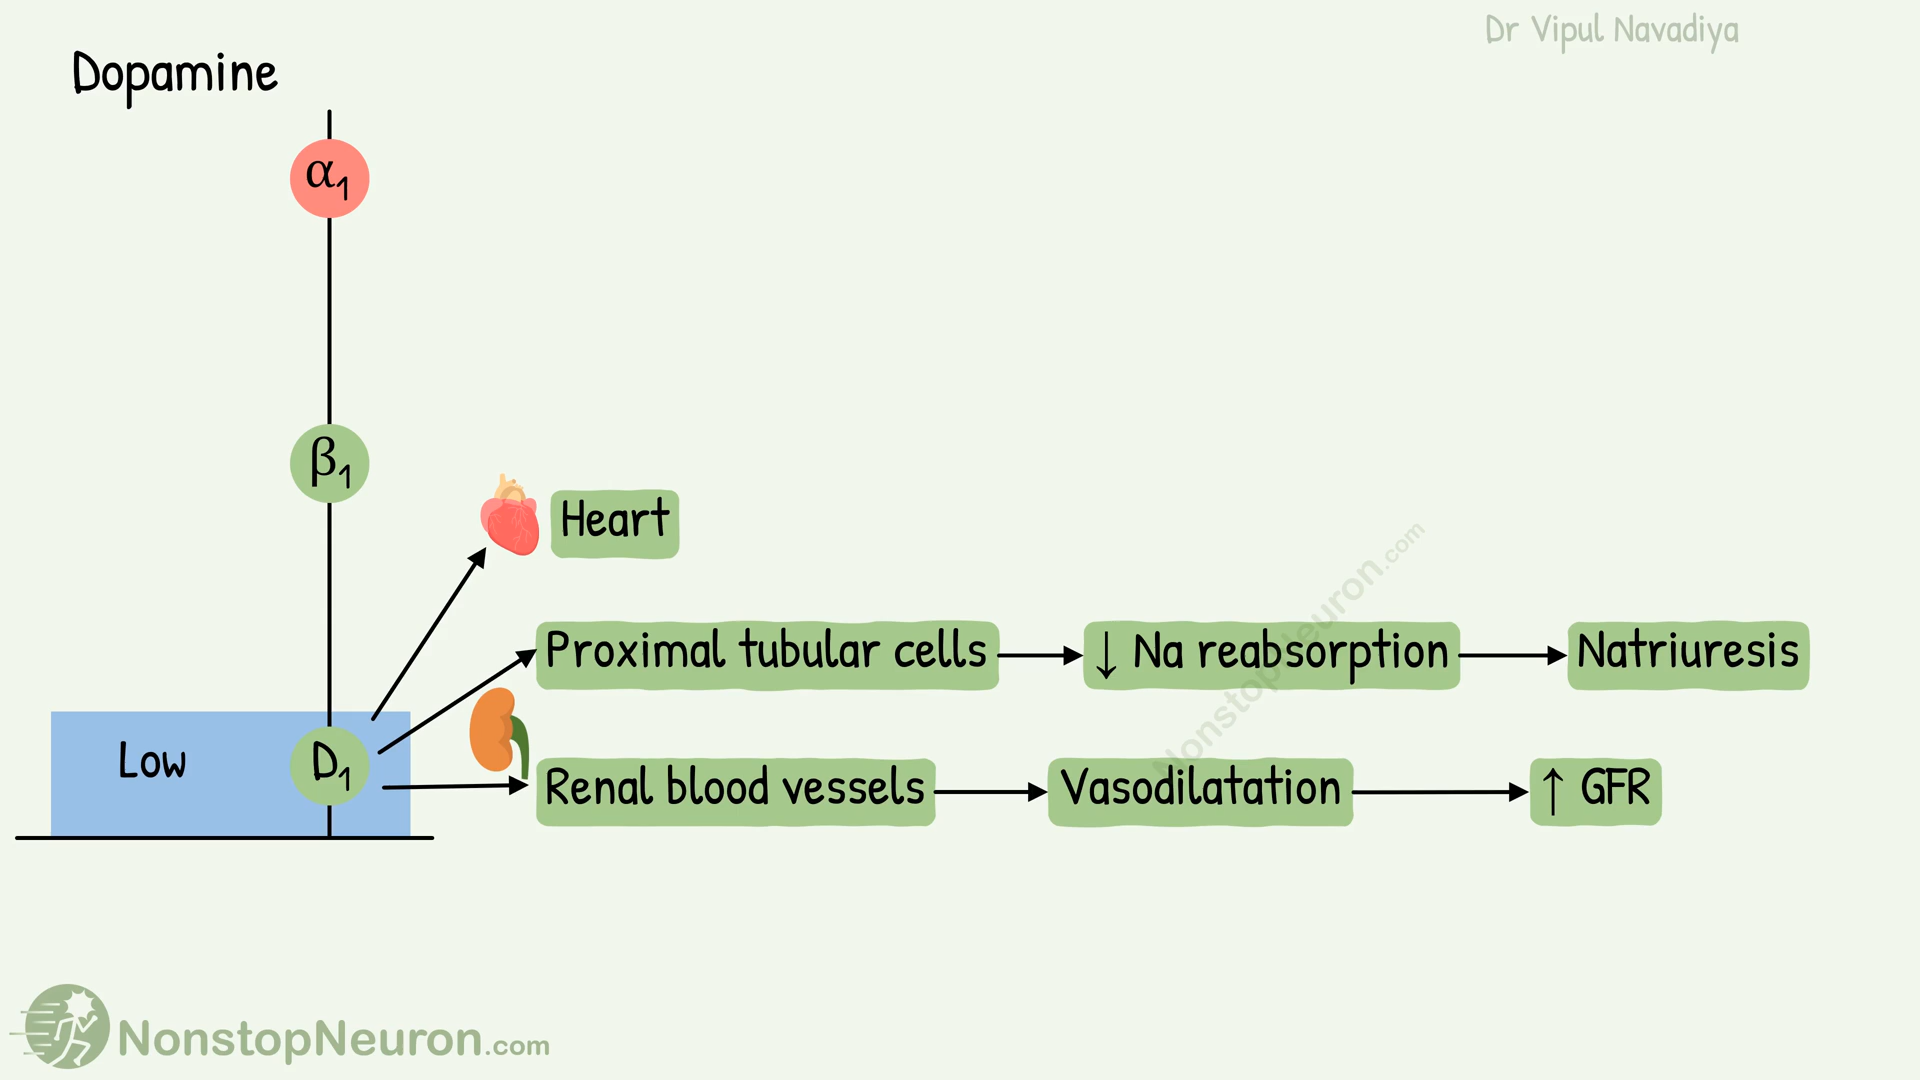 Dr Vipul Navadiya
Dopamine
α1
β1
Heart
Proximal tubular cells
↓ Na reabsorption
Natriuresis
Low
D1
Renal blood vessels
Vasodilatation
↑ GFR
NonstopNeuron.com
NonstopNeuron.com